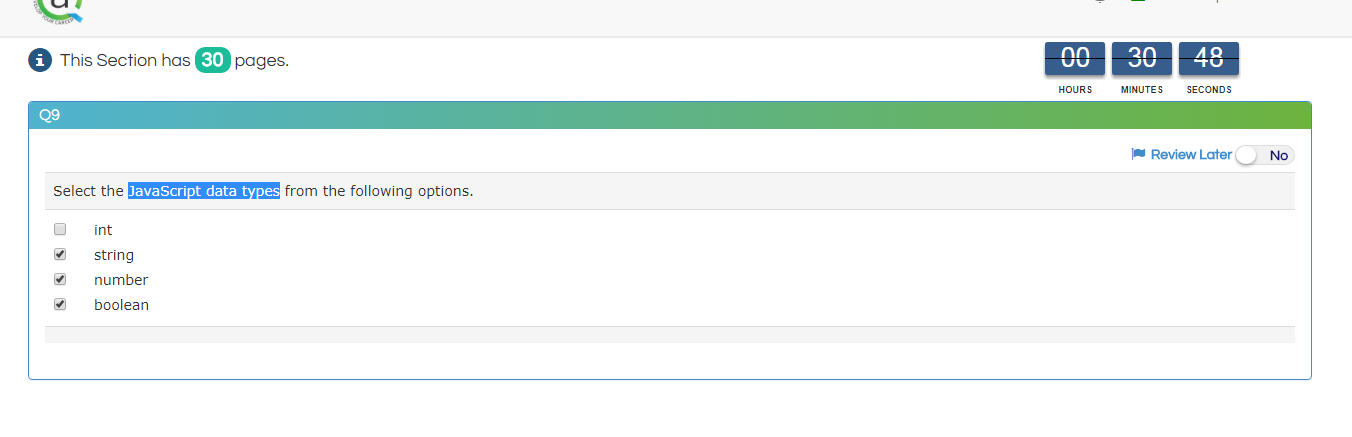 This Section has 30 pages.
00 30 48
HOURS MINUTES SECONDS
Q9
Review Later No
Select the JavaScript data types from the following options.
int
string
number
boolean